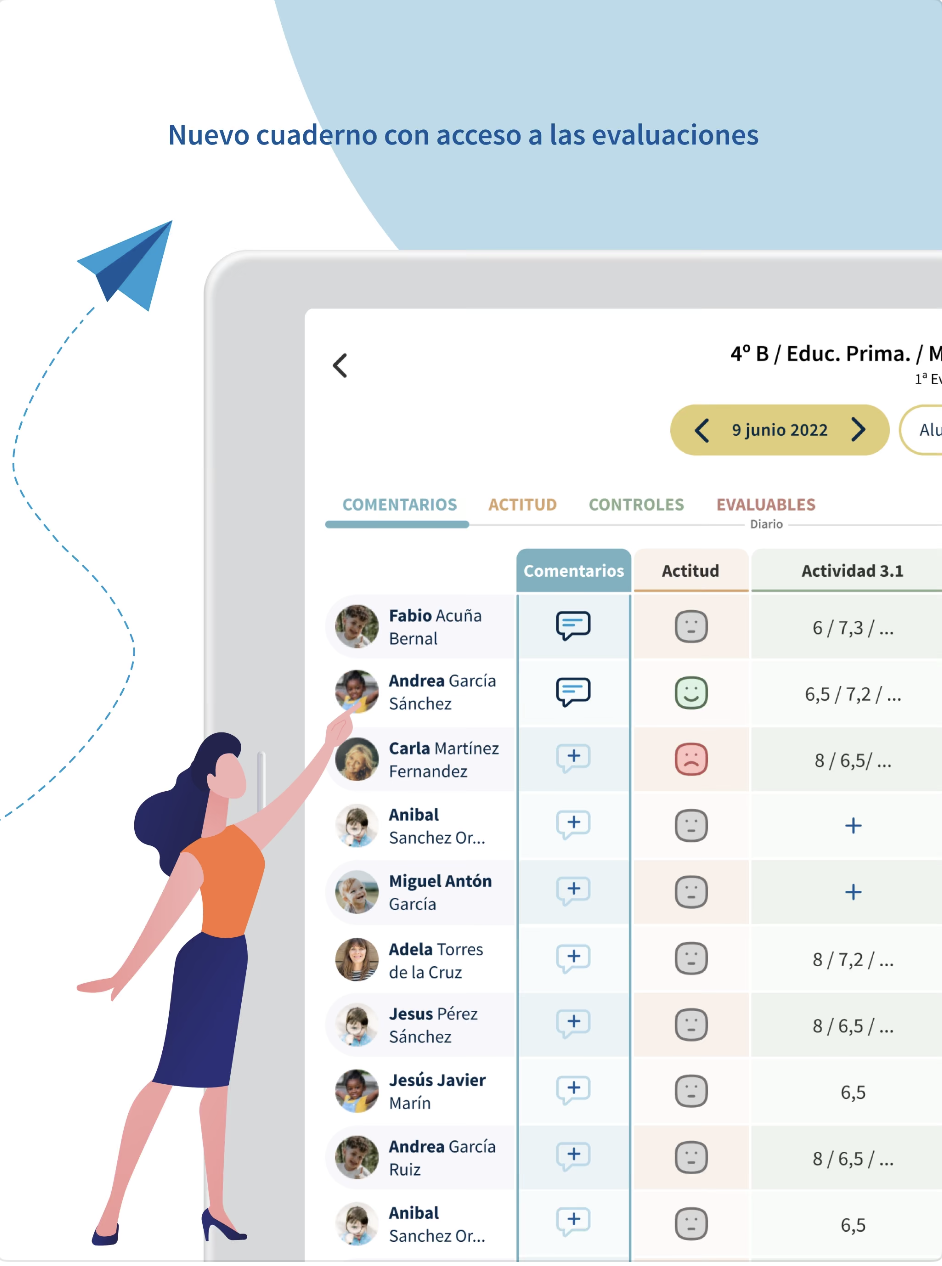 Nuevo cuaderno con acceso a las evaluaciones
4º B / Educ. Prima. / M
1ª Ev
9 junio 2022
Alu
COMENTARIOS ACTITUD CONTROLES EVALUABLES
Diario
Comentarios Actitud Actividad 3.1
Fabio Acuña
Bernal
6 / 7,3 / ...
Andrea García
Sánchez
6,5 / 7,2 / ...
Carla Martínez
Fernandez
8 / 6,5/ ...
Anibal
Sanchez Or...
+
Miguel Antón
García
+
Adela Torres
de la Cruz
8 / 7,2 / ...
Jesus Pérez
Sánchez
8 / 6,5 / ...
Jesús Javier
Marín
6,5
Andrea García
Ruiz
8 / 6,5 / ...
Anibal
Sanchez Or...
6,5